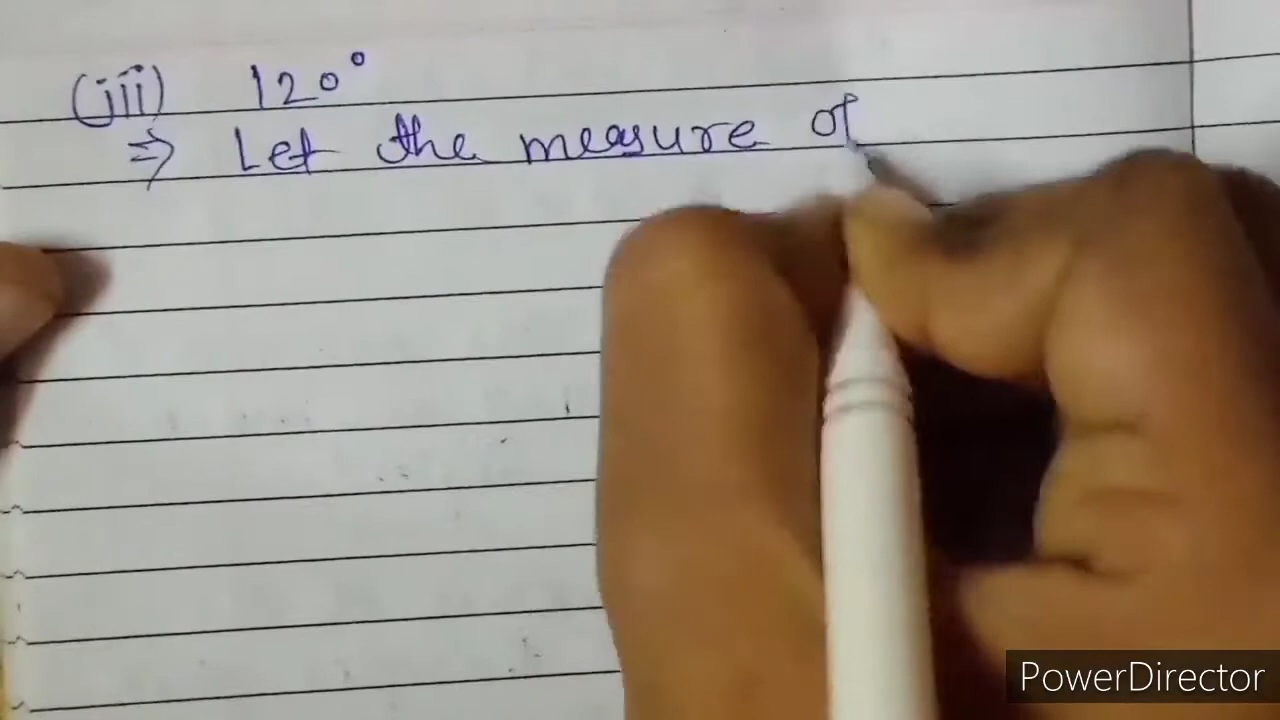 (iii) 120°
⇒ Let the measure of
PowerDirector